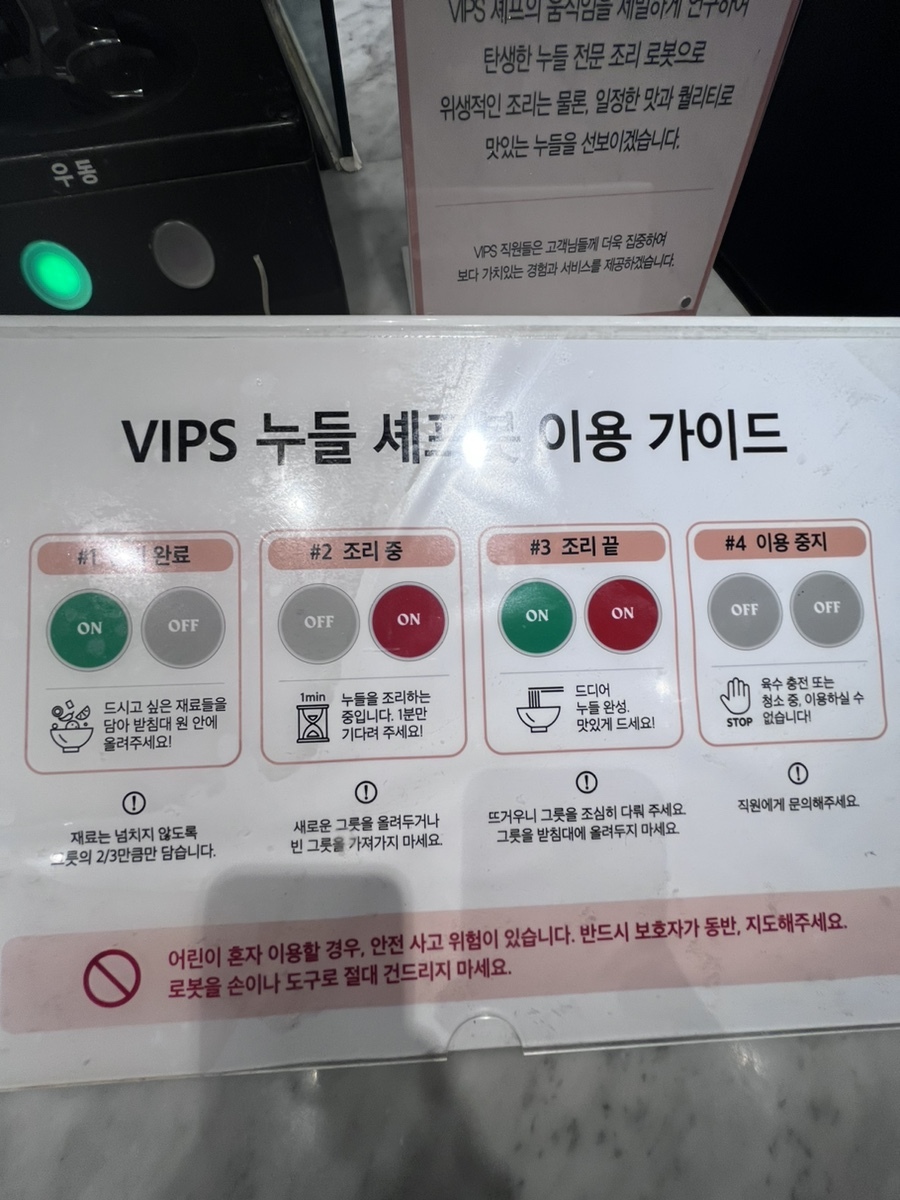 VIPS 셰프의 움직임을 세밀하게 연구하여
탄생한 누들 전문 조리 로봇으로
위생적인 조리는 물론, 일정한 맛과 퀄리티로
맛있는 누들을 선보이겠습니다.
VIPS 직원들은 고객님들께 더욱 집중하여
보다 가치있는 경험과 서비스를 제공하겠습니다.
우동
VIPS 누들 셰프봇 이용 가이드
#1 완료
ON OFF
드시고 싶은 재료들을
담아 받침대 원 안에
올려주세요!
재료는 넘치지 않도록
그릇의 2/3만큼만 담습니다.
#2 조리 중
OFF ON
1min
누들을 조리하는
중입니다. 1분만
기다려 주세요!
새로운 그릇을 올려두거나
빈 그릇을 가져가지 마세요.
#3 조리 끝
ON ON
드디어
누들 완성.
맛있게 드세요!
뜨거우니 그릇을 조심히 다뤄 주세요.
그릇을 받침대에 올려두지 마세요.
#4 이용 중지
OFF OFF
STOP
육수 충전 또는
청소 중, 이용하실 수
없습니다!
직원에게 문의해주세요.
어린이 혼자 이용할 경우, 안전 사고 위험이 있습니다. 반드시 보호자가 동반, 지도해주세요.
로봇을 손이나 도구로 절대 건드리지 마세요.